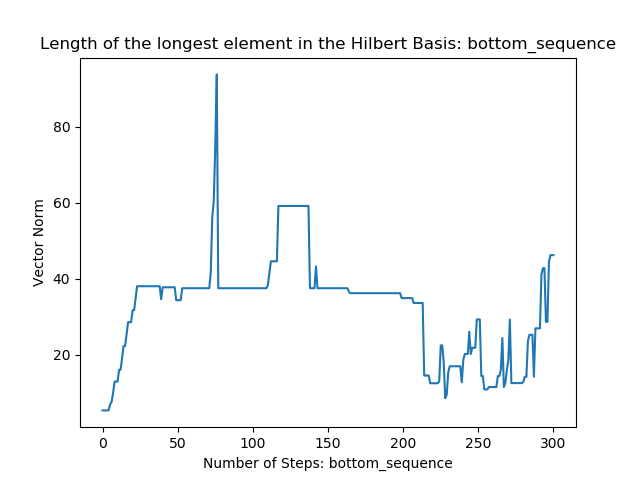 Length of the longest element in the Hilbert Basis: bottom_sequence
80
60
40
20
Vector Norm
0 50 100 150 200 250 300
Number of Steps: bottom_sequence